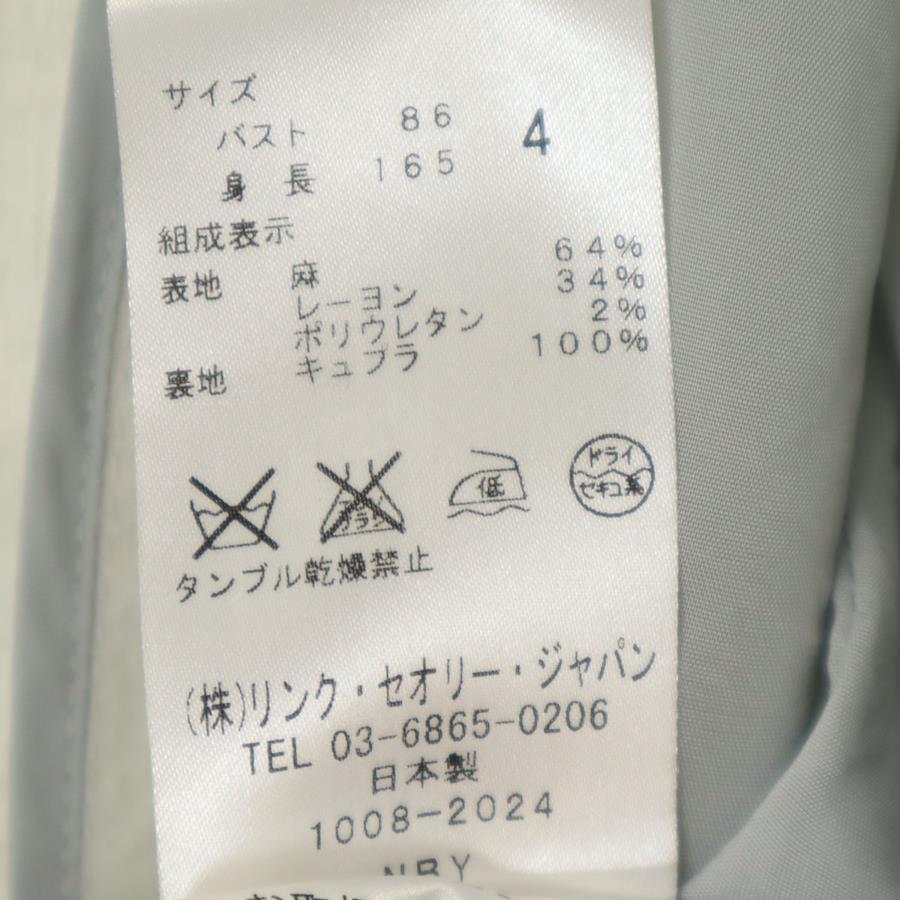 サイズ
バスト 86 4
身長 165
組成表示
表地 麻 64%
レーヨン 34%
ポリウレタン 2%
裏地 キュプラ 100%
低
ドライ
セキユ系
タンブル乾燥禁止
(株)リンク・セオリー・ジャパン
TEL 03-6865-0206
日本製
1008-2024
NBY